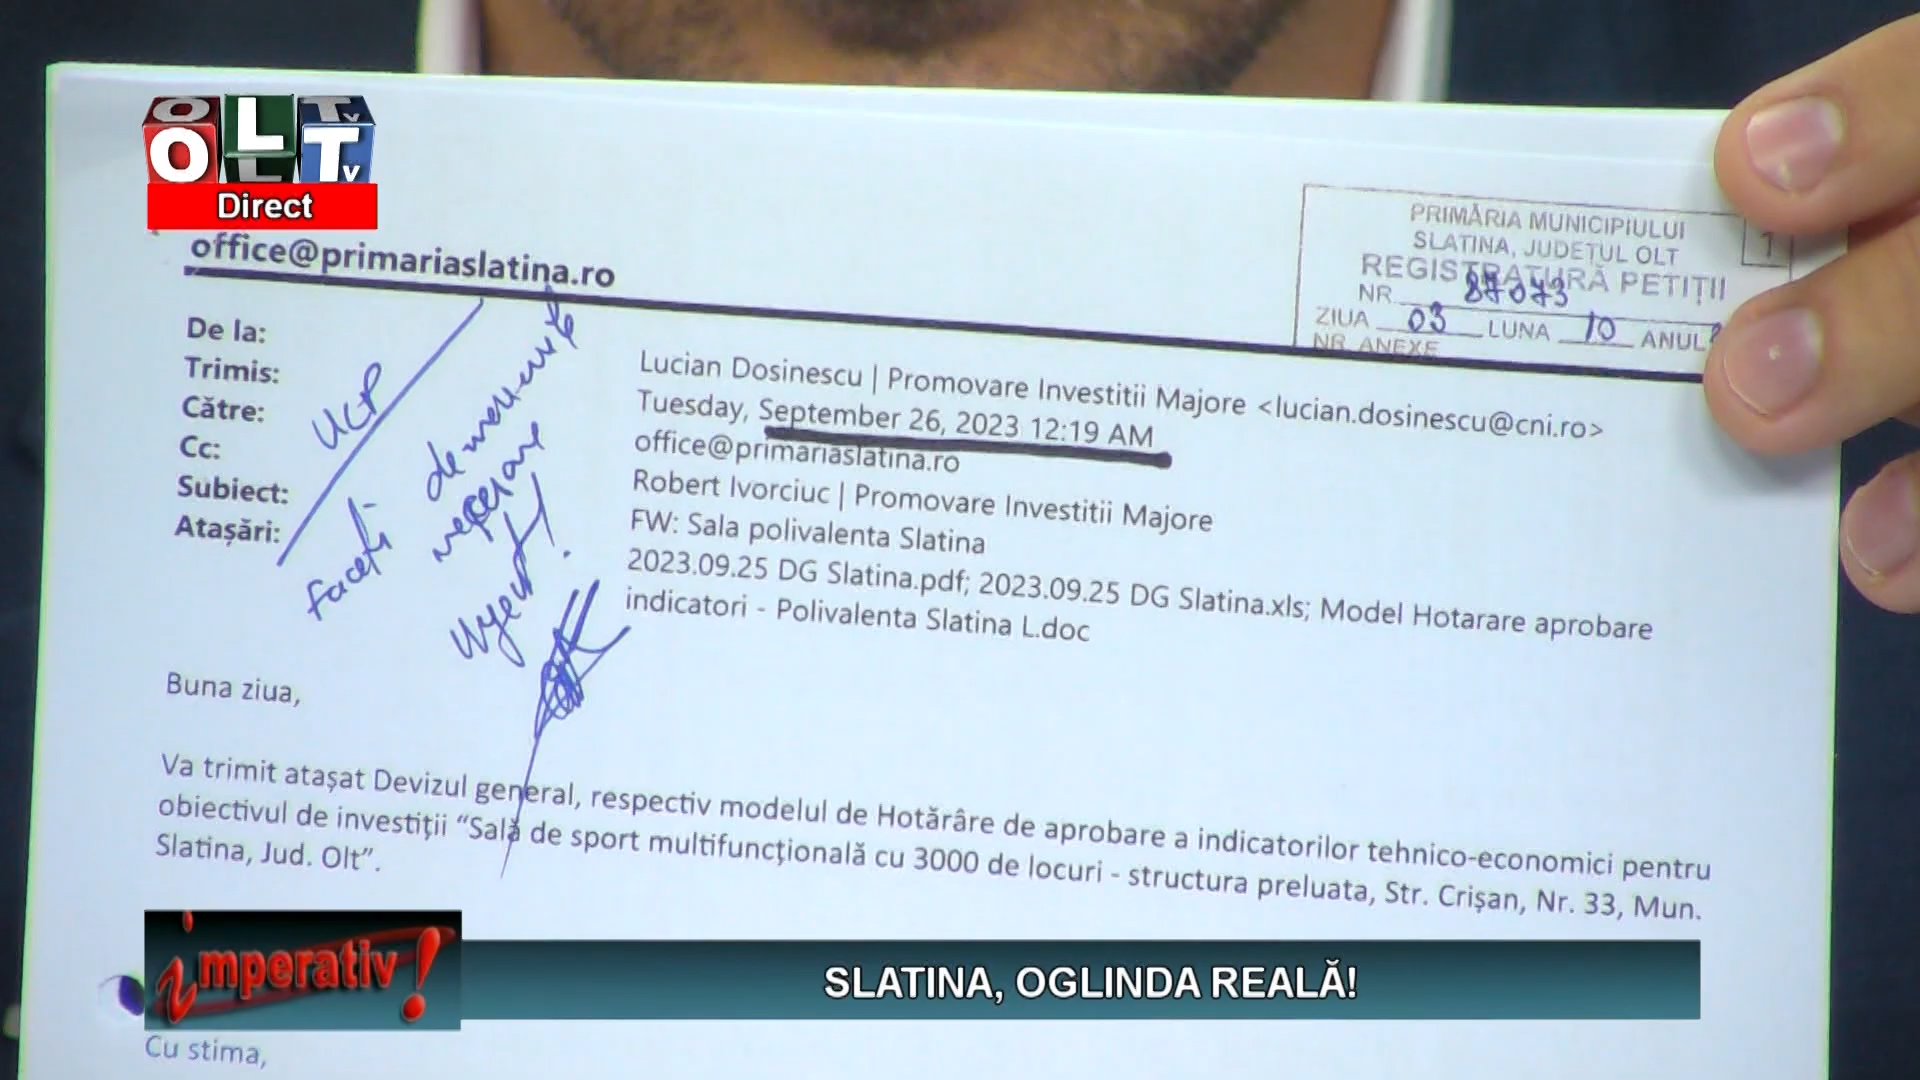 OLTTv
OLTTv
Direct
office@primariaslatina.ro
PRIMĂRIA MUNICIPIULUI
SLATINA, JUDEȚUL OLT
REGISTRATURĂ PETIȚII
1
NR 87073
ZIUA 03 LUNA 10 ANUL
NR ANEXE
De la: Lucian Dosinescu | Promovare Investitii Majore <lucian.dosinescu@cni.ro>
Trimis: Tuesday, September 26, 2023 12:19 AM
Către: office@primariaslatina.ro
Cc: Robert Ivorciuc | Promovare Investitii Majore
Subiect: FW: Sala polivalenta Slatina
Atașări: 2023.09.25 DG Slatina.pdf; 2023.09.25 DG Slatina.xls; Model Hotarare aprobare
indicatori - Polivalenta Slatina L.doc
UCP
faceți demersurile
necesare
urgent!
Buna ziua,
Va trimit atașat Devizul general, respectiv modelul de Hotărâre de aprobare a indicatorilor tehnico-economici pentru
obiectivul de investiții “Sală de sport multifuncțională cu 3000 de locuri - structura preluata, Str. Crișan, Nr. 33, Mun.
Slatina, Jud. Olt”.
imperativ!
SLATINA, OGLINDA REALĂ!
Cu stima,